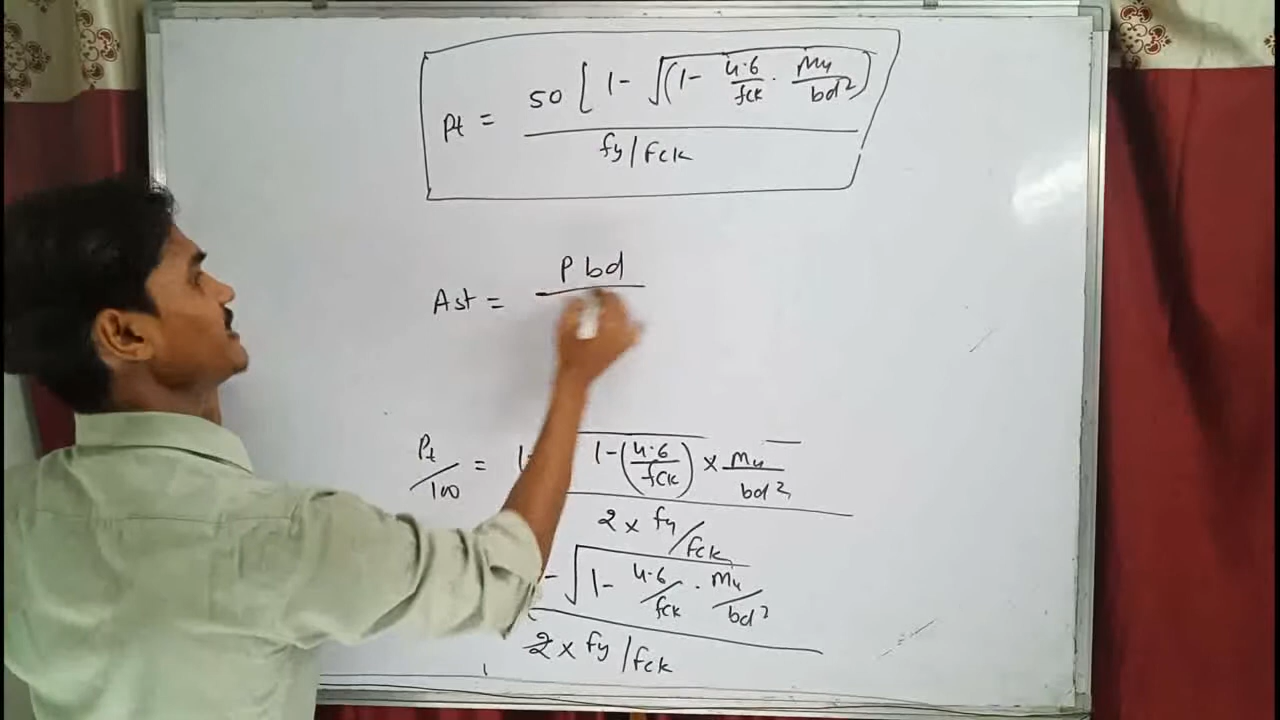 Pt = 50 [ 1 - √(1 - 4.6/fck . Mu/bd²) / fy/fck
Ast = P bd
Pt/100 = 1 - 1 - (4.6/fck) × Mu/bd² / 2 × fy/fck
- √1 - 4.6/fck . Mu/bd² / 2 × fy/fck